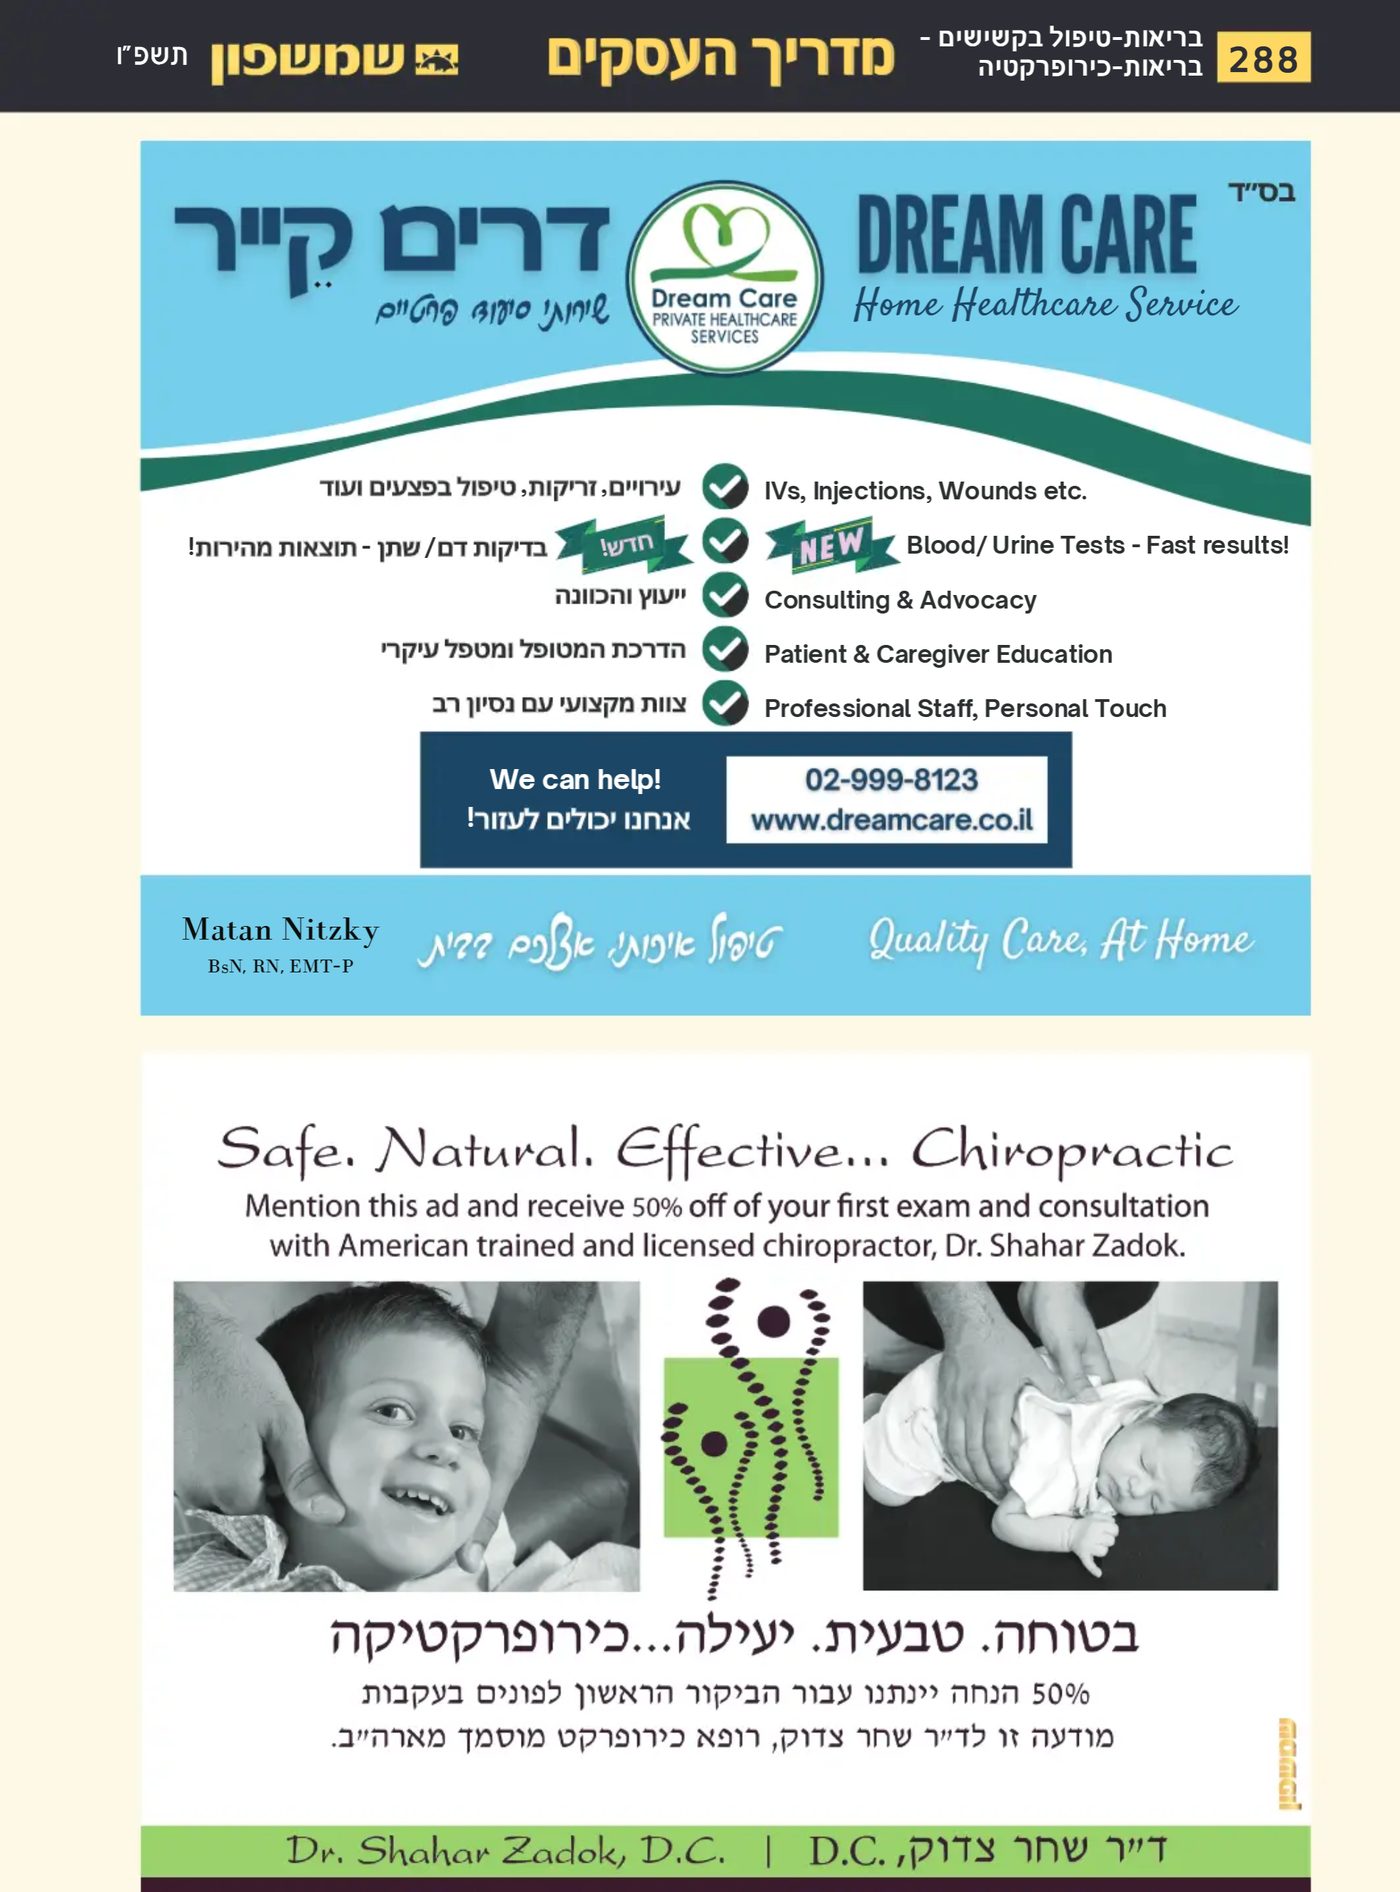 288
בריאות-טיפול בקשישים -
בריאות-כירופרקטיה
מדריך העסקים
שמשפון
תשפ״ו
בס״ד
DREAM CARE
Home Healthcare Service
Dream Care
PRIVATE HEALTHCARE
SERVICES
דרים קֵייר
שירותי סיעוד פרטיים
IVs, Injections, Wounds etc.
עירויים, זריקות, טיפול בפצעים ועוד
NEW Blood/ Urine Tests - Fast results!
חדש! בדיקות דם/ שתן - תוצאות מהירות!
Consulting & Advocacy
ייעוץ והכוונה
Patient & Caregiver Education
הדרכת המטופל ומטפל עיקרי
Professional Staff, Personal Touch
צוות מקצועי עם נסיון רב
We can help!
אנחנו יכולים לעזור!
02-999-8123
www.dreamcare.co.il
Matan Nitzky
BsN, RN, EMT-P
טיפול איכותי, אצלכם בבית
Quality Care, At Home
Safe. Natural. Effective... Chiropractic
Mention this ad and receive 50% off of your first exam and consultation
with American trained and licensed chiropractor, Dr. Shahar Zadok.
בטוחה. טבעית. יעילה...כירופרקטיקה
50% הנחה יינתנו עבור הביקור הראשון לפונים בעקבות
מודעה זו לד״ר שחר צדוק, רופא כירופרקט מוסמך מארה״ב.
שמשפון
Dr. Shahar Zadok, D.C. | ד״ר שחר צדוק, D.C.